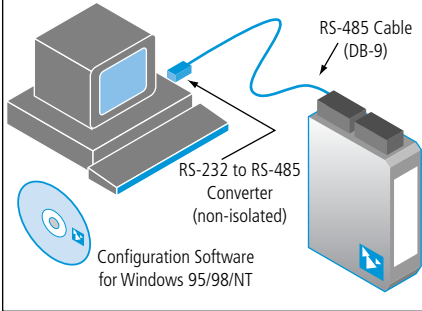 RS-485 Cable
(DB-9)
RS-232 to RS-485
Converter
(non-isolated)
Configuration Software
for Windows 95/98/NT